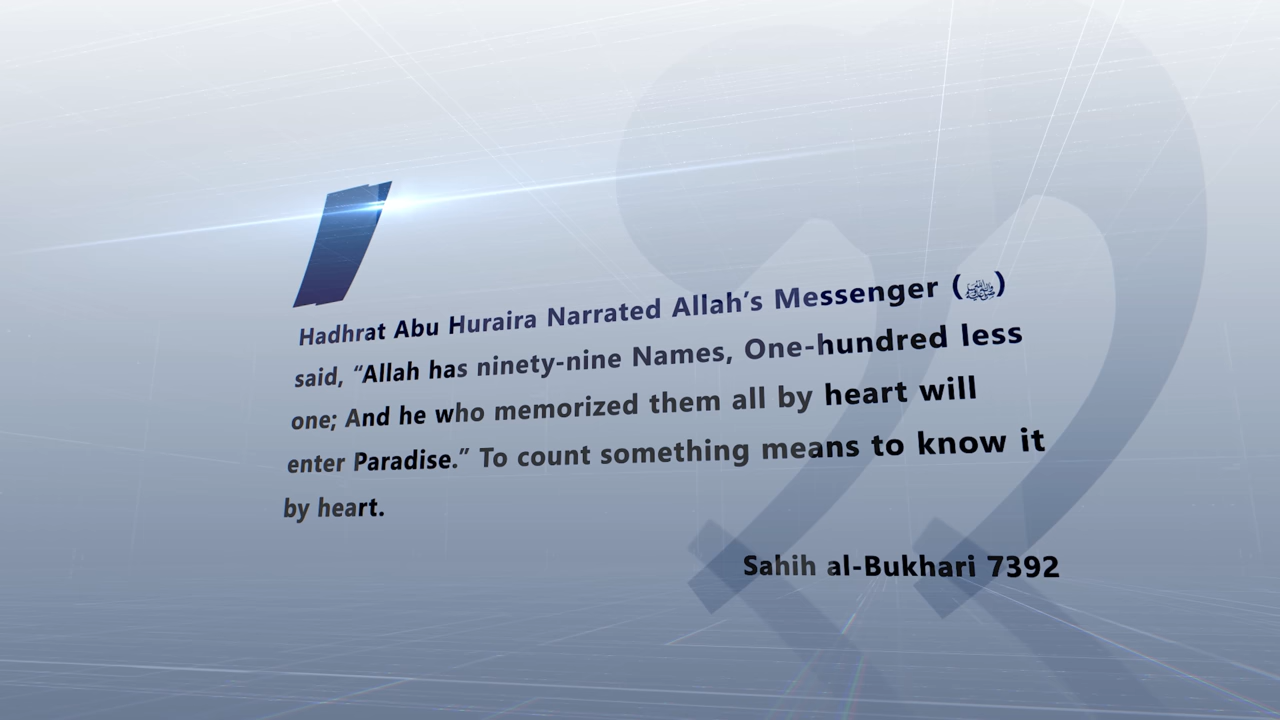 Hadhrat Abu Huraira Narrated Allah’s Messenger (ﷺ)
said, “Allah has ninety-nine Names, One-hundred less
one; And he who memorized them all by heart will
enter Paradise.” To count something means to know it
by heart.
Sahih al-Bukhari 7392